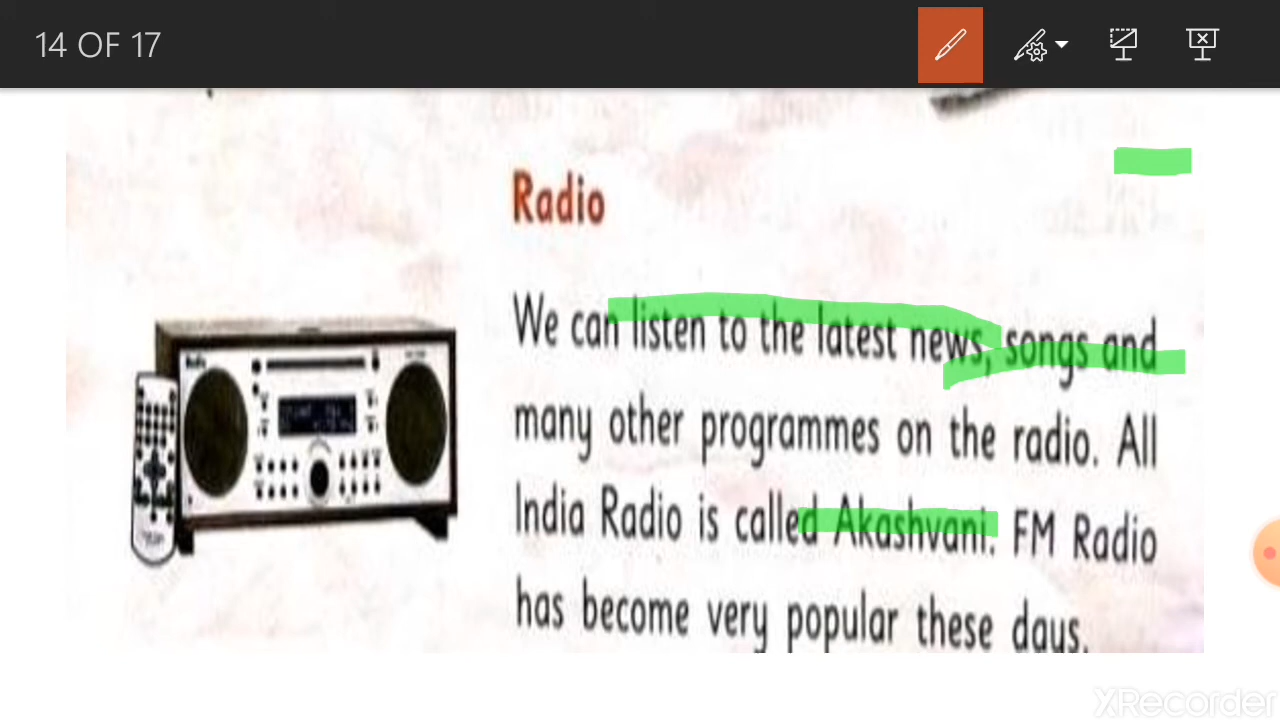 14 OF 17
Radio
We can listen to the latest news, songs and
many other programmes on the radio. All
India Radio is called Akashvani. FM Radio
has become very popular these days.
XRecorder